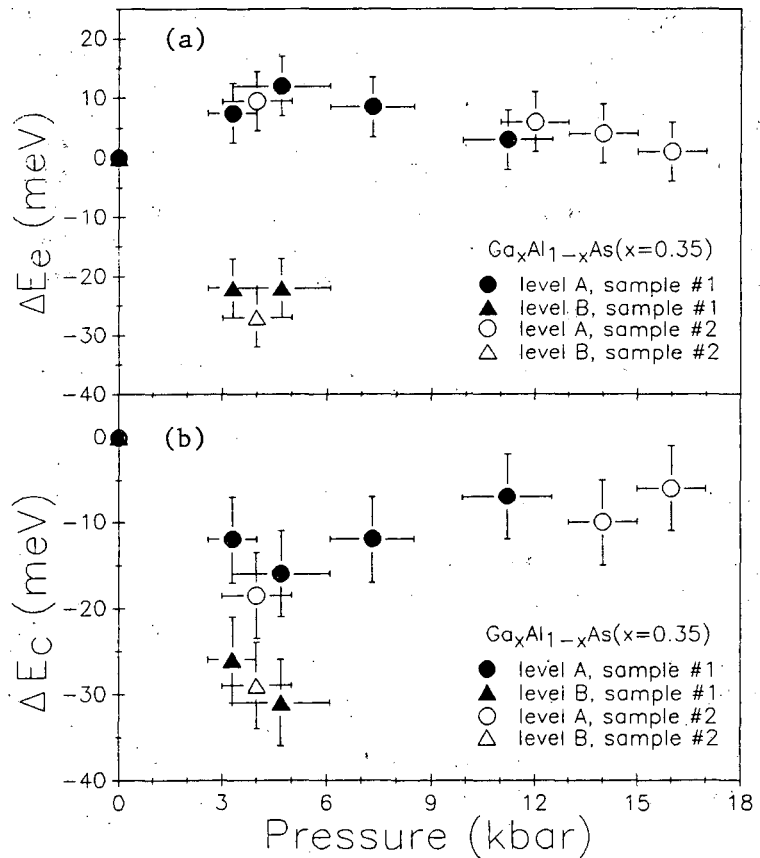 20
10
0
−10
−20
−30
−40
ΔEe (meV)
(a)
GaxAl1−xAs(x=0.35)
level A, sample #1
level B, sample #1
level A, sample #2
level B, sample #2
0
−10
−20
−30
−40
ΔEc (meV)
(b)
GaxAl1−xAs(x=0.35)
level A, sample #1
level B, sample #1
level A, sample #2
level B, sample #2
0 3 6 9 12 15 18
Pressure (kbar)